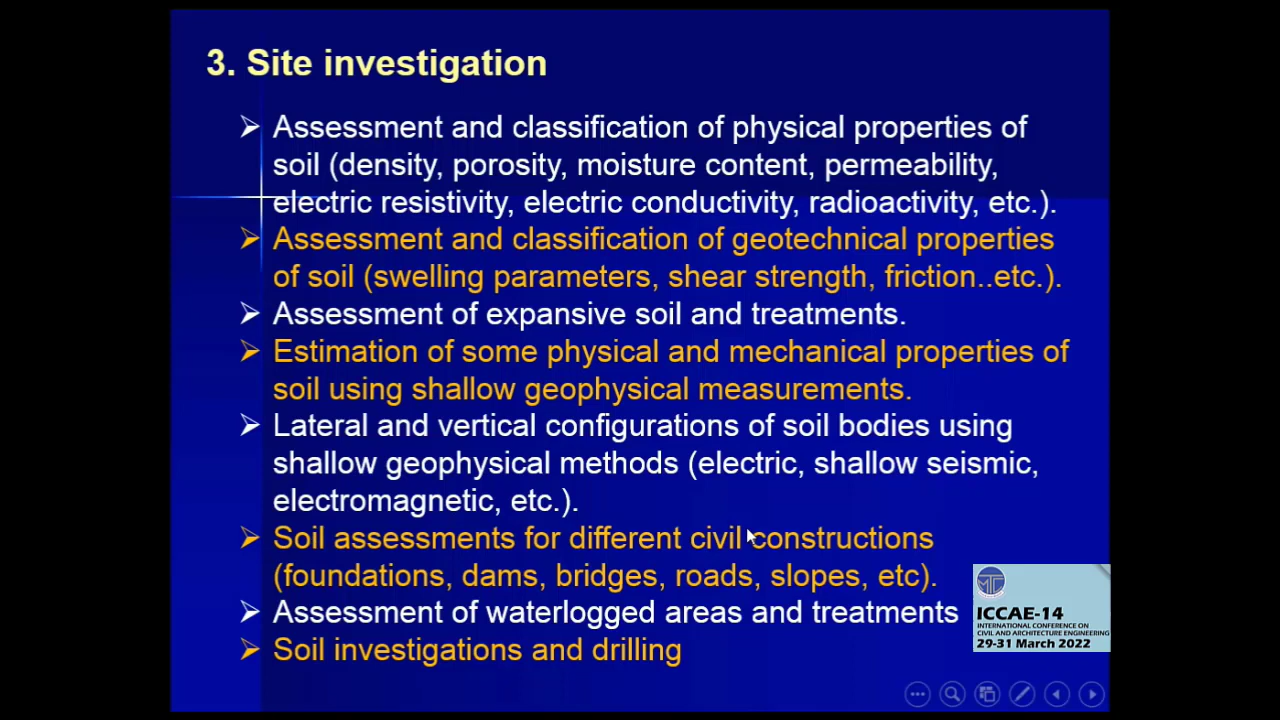 3. Site investigation
Assessment and classification of physical properties of
soil (density, porosity, moisture content, permeability,
electric resistivity, electric conductivity, radioactivity, etc.).
Assessment and classification of geotechnical properties
of soil (swelling parameters, shear strength, friction..etc.).
Assessment of expansive soil and treatments.
Estimation of some physical and mechanical properties of
soil using shallow geophysical measurements.
Lateral and vertical configurations of soil bodies using
shallow geophysical methods (electric, shallow seismic,
electromagnetic, etc.).
Soil assessments for different civil constructions
(foundations, dams, bridges, roads, slopes, etc).
Assessment of waterlogged areas and treatments
Soil investigations and drilling
MTC
ICCAE-14
INTERNATIONAL CONFERENCE ON
CIVIL AND ARCHITECTURE ENGINEERING
29-31 March 2022